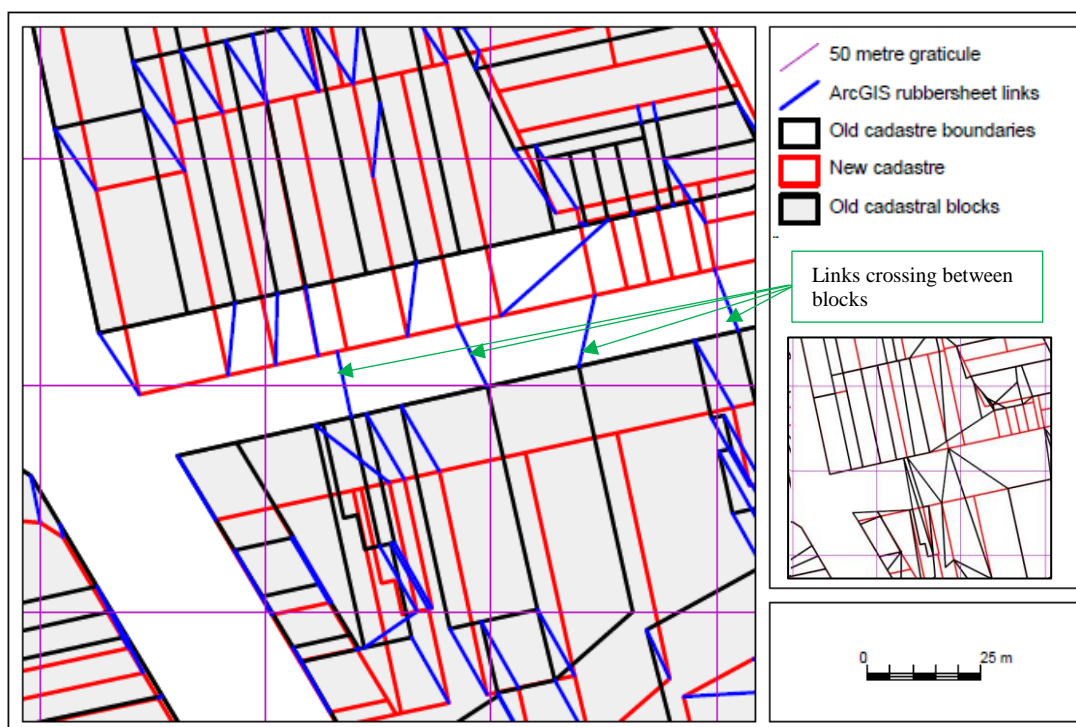 50 metre graticule
ArcGIS rubbersheet links
Old cadastre boundaries
New cadastre
Old cadastral blocks
Links crossing between
blocks
0 25 m